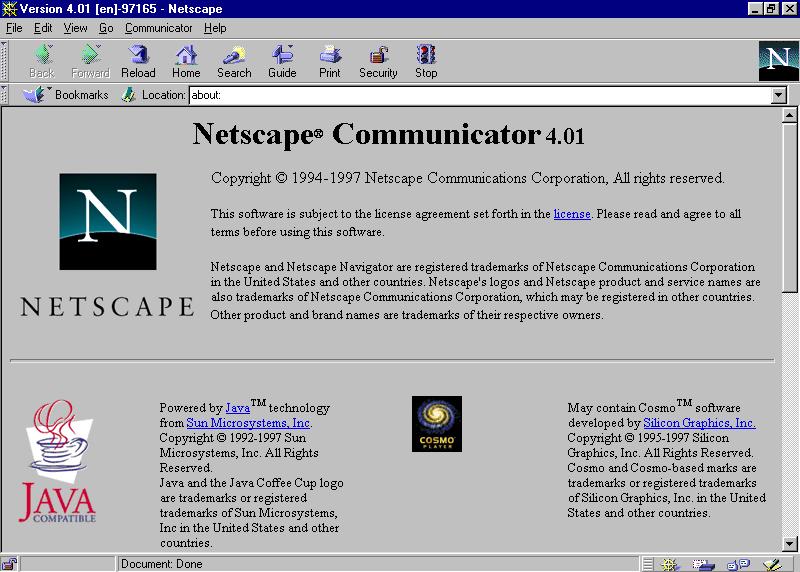 Version 4.01 [en]-97165 - Netscape
File Edit View Go Communicator Help
Back Forward Reload Home Search Guide Print Security Stop
N
Bookmarks Location: about:
Netscape® Communicator 4.01
N
NETSCAPE
Copyright © 1994-1997 Netscape Communications Corporation, All rights reserved.
This software is subject to the license agreement set forth in the license. Please read and agree to all
terms before using this software.
Netscape and Netscape Navigator are registered trademarks of Netscape Communications Corporation
in the United States and other countries. Netscape's logos and Netscape product and service names are
also trademarks of Netscape Communications Corporation, which may be registered in other countries.
Other product and brand names are trademarks of their respective owners.
JAVA
COMPATIBLE
Powered by Java™ technology
from Sun Microsystems, Inc.
Copyright © 1992-1997 Sun
Microsystems, Inc. All Rights
Reserved.
Java and the Java Coffee Cup logo
are trademarks or registered
trademarks of Sun Microsystems,
Inc in the United States and other
countries.
COSMO
PLAYER
May contain Cosmo™ software
developed by Silicon Graphics, Inc.
Copyright © 1995-1997 Silicon
Graphics, Inc. All Rights Reserved.
Cosmo and Cosmo-based marks are
trademarks or registered trademarks
of Silicon Graphics, Inc. in the United
States and other countries.
Document: Done